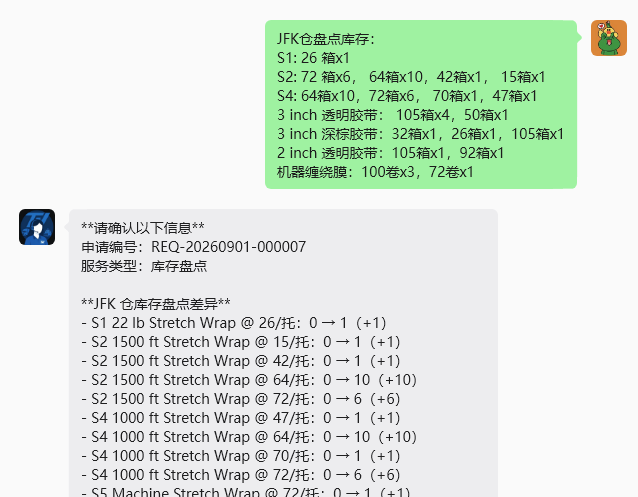 JFK仓盘点库存：
S1: 26 箱x1
S2: 72 箱x6， 64箱x10，42箱x1， 15箱x1
S4: 64箱x10，72箱x6， 70箱x1，47箱x1
3 inch 透明胶带： 105箱x4，50箱x1
3 inch 深棕胶带：32箱x1，26箱x1，105箱x1
2 inch 透明胶带：105箱x1，92箱x1
机器缠绕膜：100卷x3，72卷x1
**请确认以下信息**
申请编号：REQ-20260901-000007
服务类型：库存盘点
**JFK 仓库存盘点差异**
- S1 22 lb Stretch Wrap @ 26/托：0 → 1（+1）
- S2 1500 ft Stretch Wrap @ 15/托：0 → 1（+1）
- S2 1500 ft Stretch Wrap @ 42/托：0 → 1（+1）
- S2 1500 ft Stretch Wrap @ 64/托：0 → 10（+10）
- S2 1500 ft Stretch Wrap @ 72/托：0 → 6（+6）
- S4 1000 ft Stretch Wrap @ 47/托：0 → 1（+1）
- S4 1000 ft Stretch Wrap @ 64/托：0 → 10（+10）
- S4 1000 ft Stretch Wrap @ 70/托：0 → 1（+1）
- S4 1000 ft Stretch Wrap @ 72/托：0 → 6（+6）
- S5 Machine Stretch Wrap @ 72/托：0 → 1（+1）